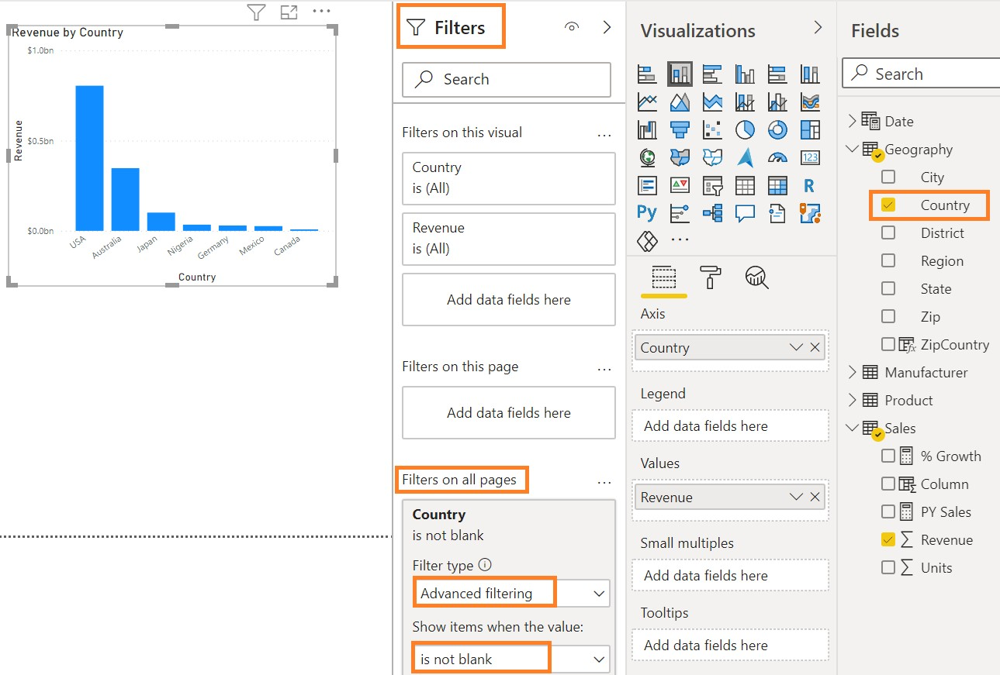 Revenue by Country
$1.0bn
$0.5bn
$0.0bn
Revenue
USA
Australia
Japan
Nigeria
Germany
Mexico
Canada
Country
Filters
Search
Filters on this visual
...
Country
is (All)
Revenue
is (All)
Add data fields here
Filters on this page
...
Add data fields here
Filters on all pages
...
Country
is not blank
Filter type
Advanced filtering
Show items when the value:
is not blank
Visualizations
123
R
Py
...
Axis
Country
Legend
Add data fields here
Values
Revenue
Small multiples
Add data fields here
Tooltips
Add data fields here
Fields
Search
Date
Geography
City
Country
District
Region
State
Zip
ZipCountry
Manufacturer
Product
Sales
% Growth
Column
PY Sales
Revenue
Units